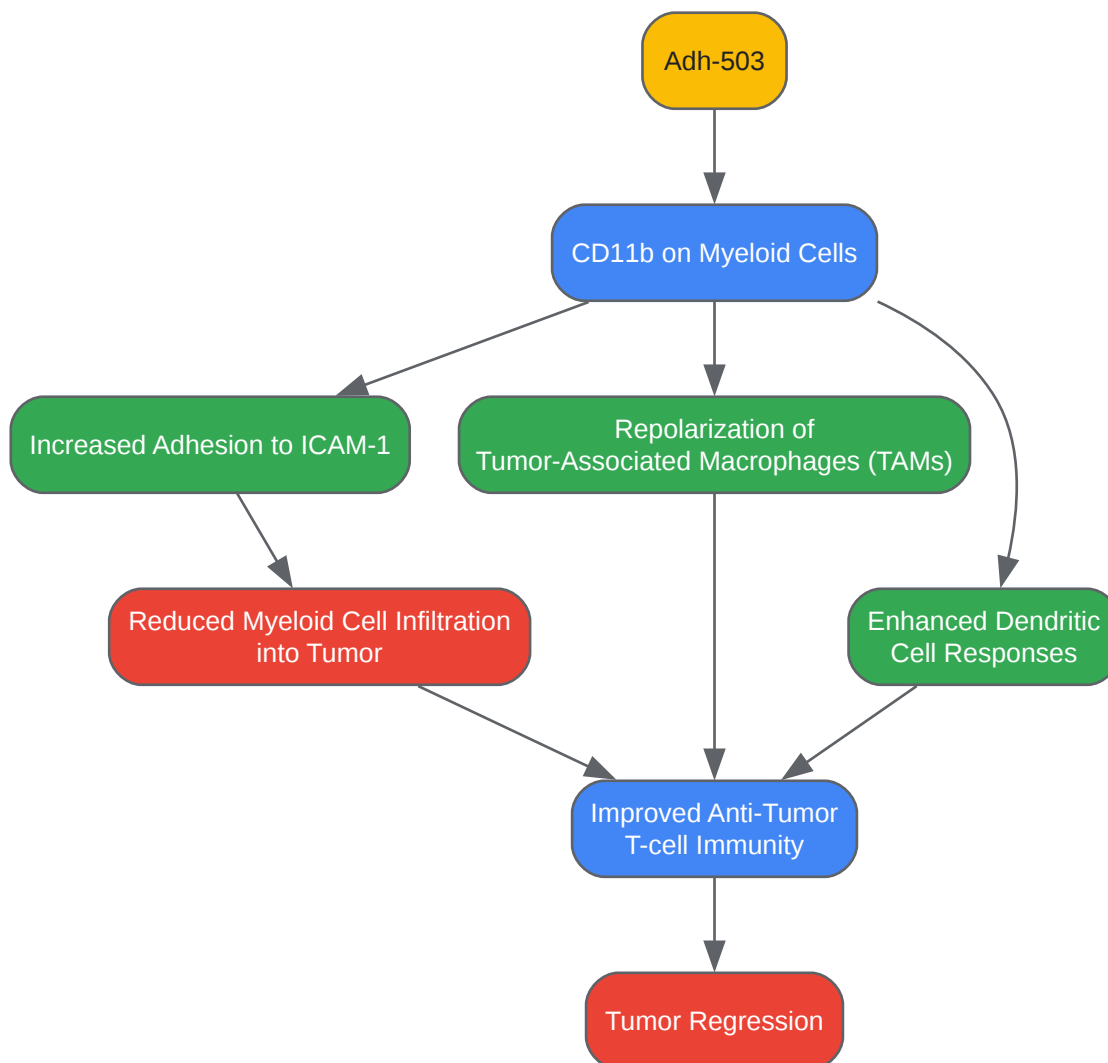 Adh-503
CD11b on Myeloid Cells
Increased Adhesion to ICAM-1
Repolarization of
Tumor-Associated Macrophages (TAMs)
Reduced Myeloid Cell Infiltration
into Tumor
Enhanced Dendritic
Cell Responses
Improved Anti-Tumor
T-cell Immunity
Tumor Regression